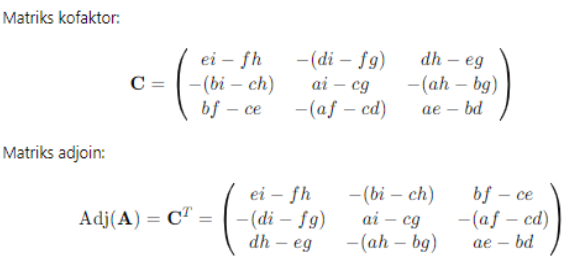 Matriks kofaktor:
ei − fh −(di − fg) dh − eg
C = −(bi − ch) ai − cg −(ah − bg)
bf − ce −(af − cd) ae − bd
Matriks adjoin:
ei − fh −(bi − ch) bf − ce
Adj(A) = Cᵀ = −(di − fg) ai − cg −(af − cd)
dh − eg −(ah − bg) ae − bd